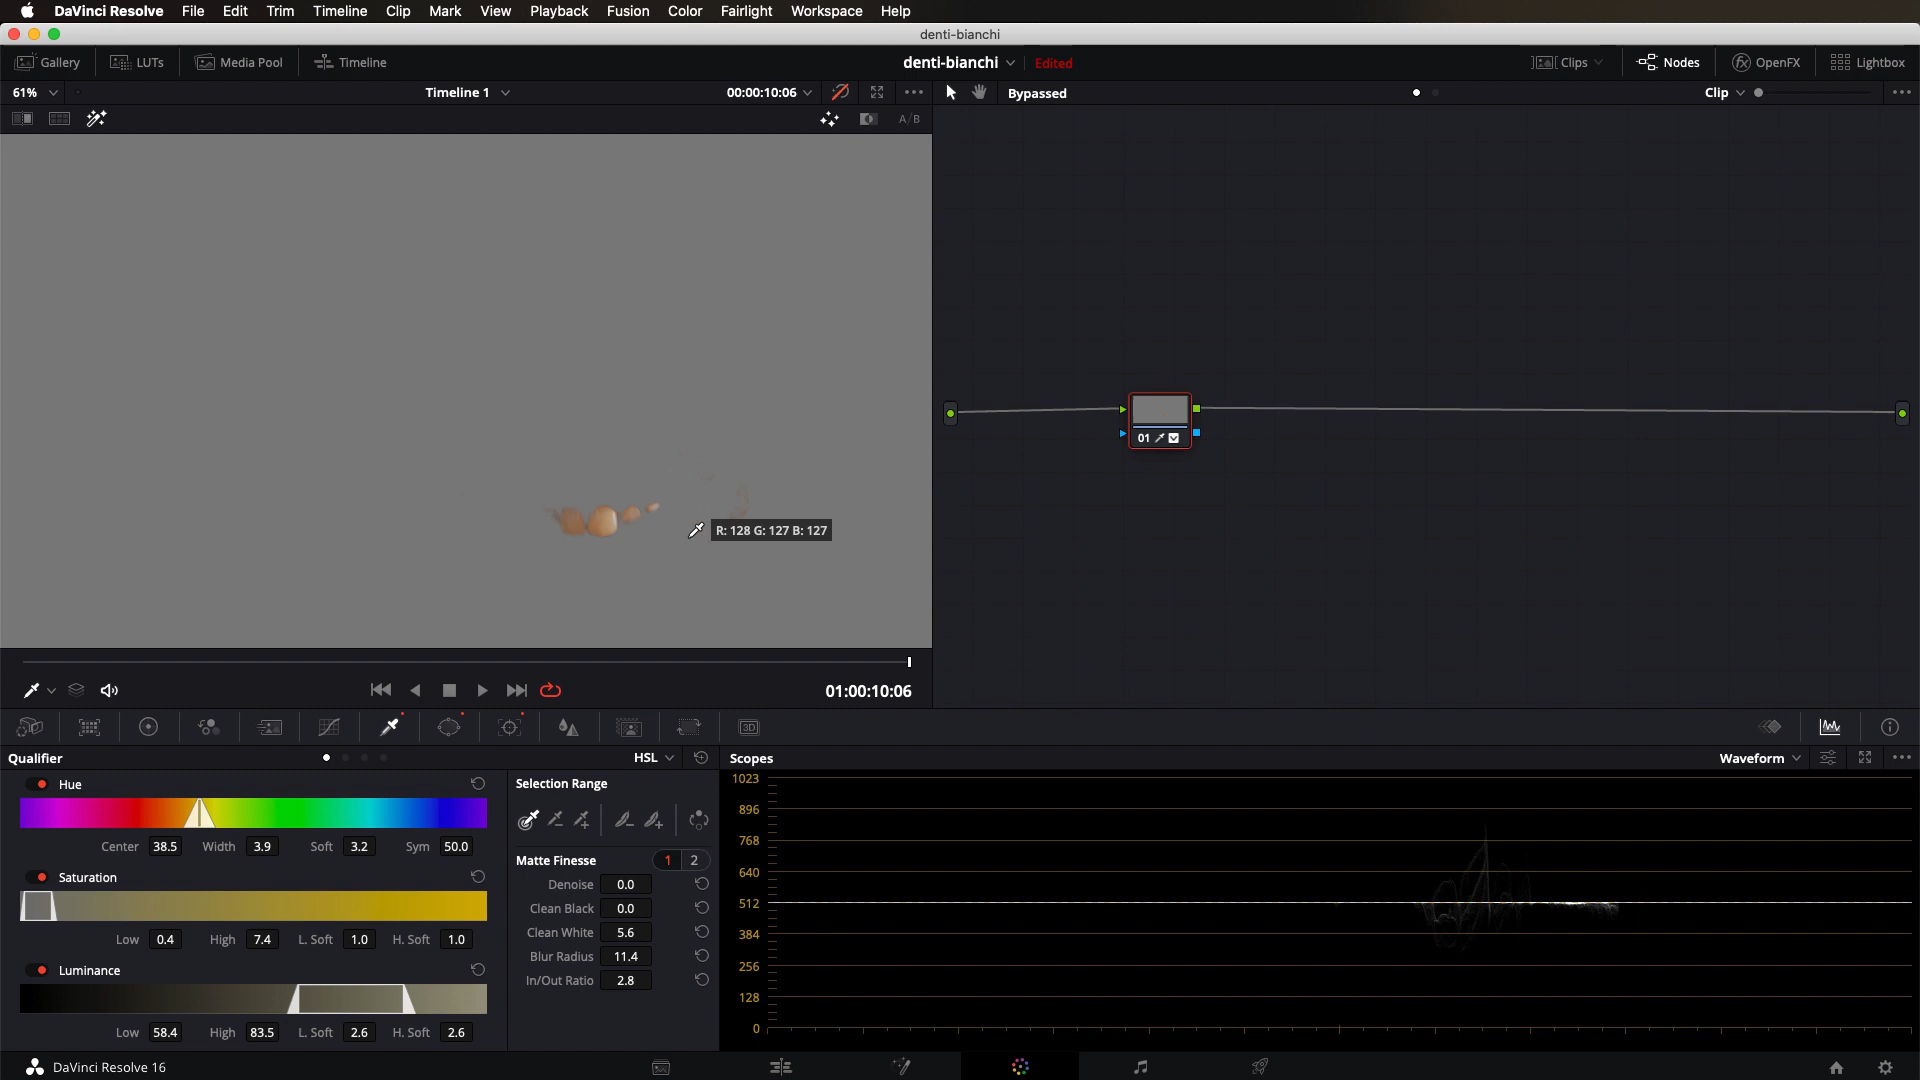 DaVinci Resolve File Edit Trim Timeline Clip Mark View Playback Fusion Color Fairlight Workspace Help
denti-bianchi
Gallery LUTs Media Pool Timeline denti-bianchi Edited Clips Nodes OpenFX Lightbox
61% Timeline 1 00:00:10:06 Bypassed Clip
A/B
R: 128 G: 127 B: 127
01
01:00:10:06
3D
Qualifier HSL Scopes Waveform
Hue
Center 38.5 Width 3.9 Soft 3.2 Sym 50.0
Saturation
Low 0.4 High 7.4 L. Soft 1.0 H. Soft 1.0
Luminance
Low 58.4 High 83.5 L. Soft 2.6 H. Soft 2.6
Selection Range
Matte Finesse 1 2
Denoise 0.0
Clean Black 0.0
Clean White 5.6
Blur Radius 11.4
In/Out Ratio 2.8
1023
896
768
640
512
384
256
128
0
DaVinci Resolve 16